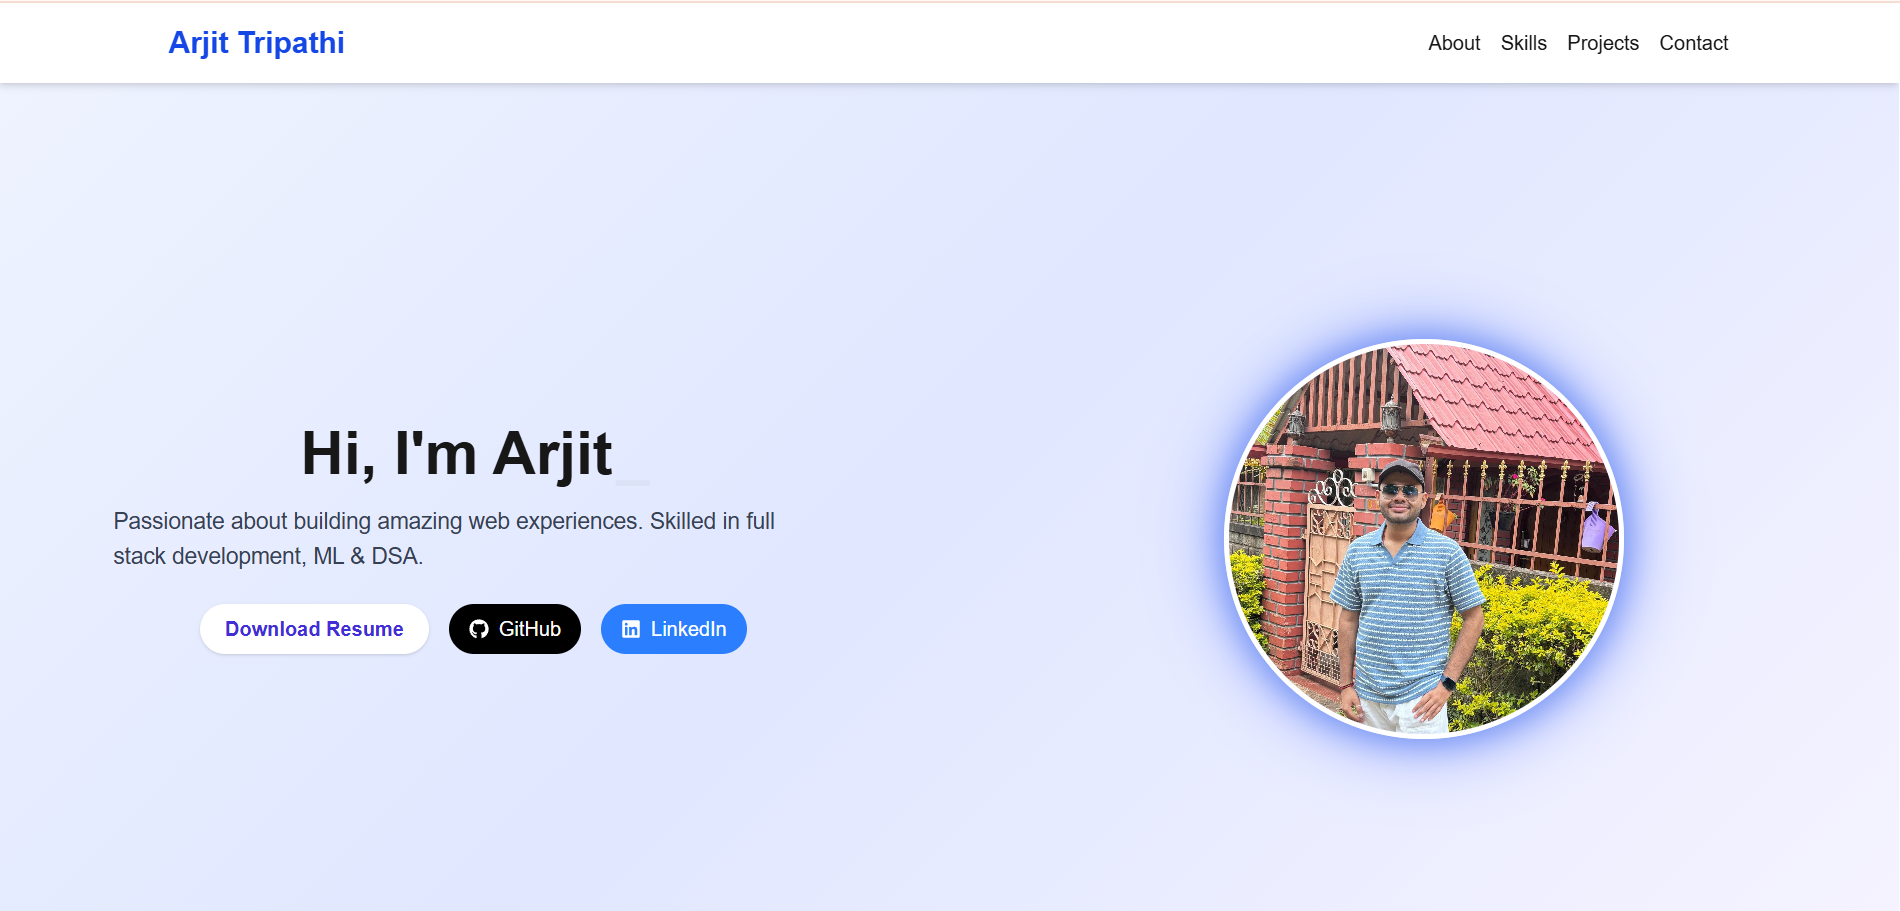 Arjit Tripathi
About Skills Projects Contact
Hi, I'm Arjit_
Passionate about building amazing web experiences. Skilled in full
stack development, ML & DSA.
Download Resume GitHub LinkedIn